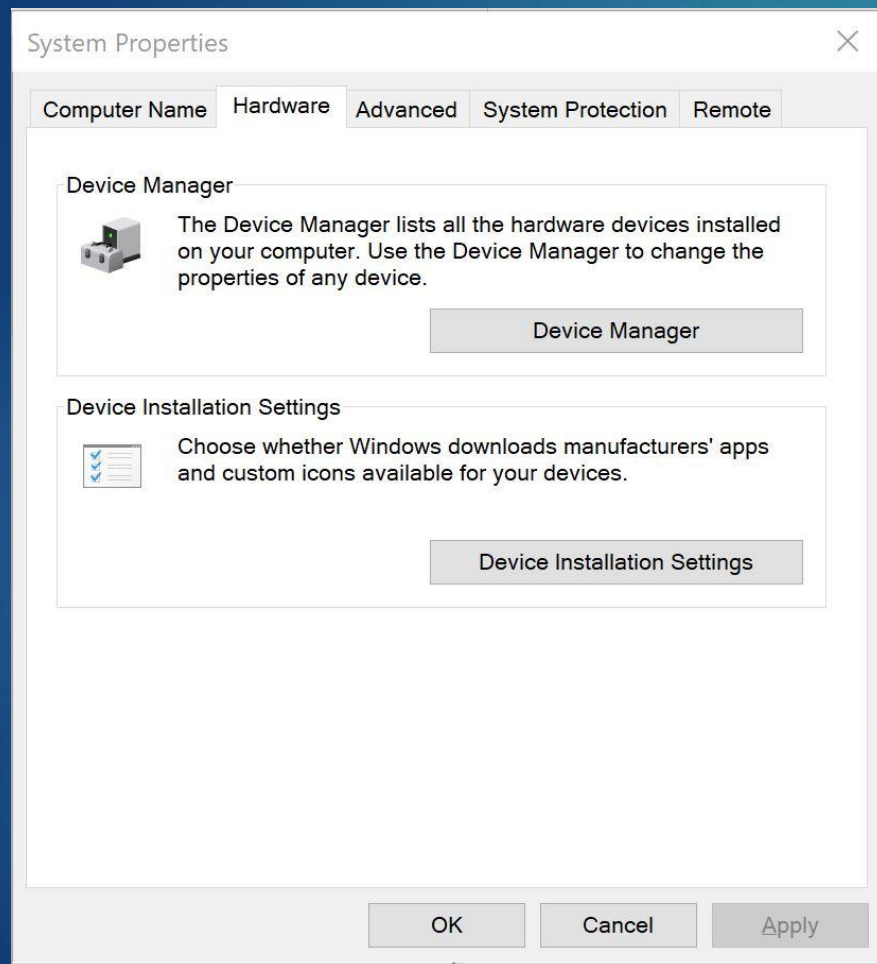 System Properties
Computer Name
Hardware
Advanced
System Protection
Remote
Device Manager
The Device Manager lists all the hardware devices installed
on your computer. Use the Device Manager to change the
properties of any device.
Device Manager
Device Installation Settings
Choose whether Windows downloads manufacturers' apps
and custom icons available for your devices.
Device Installation Settings
OK
Cancel
Apply